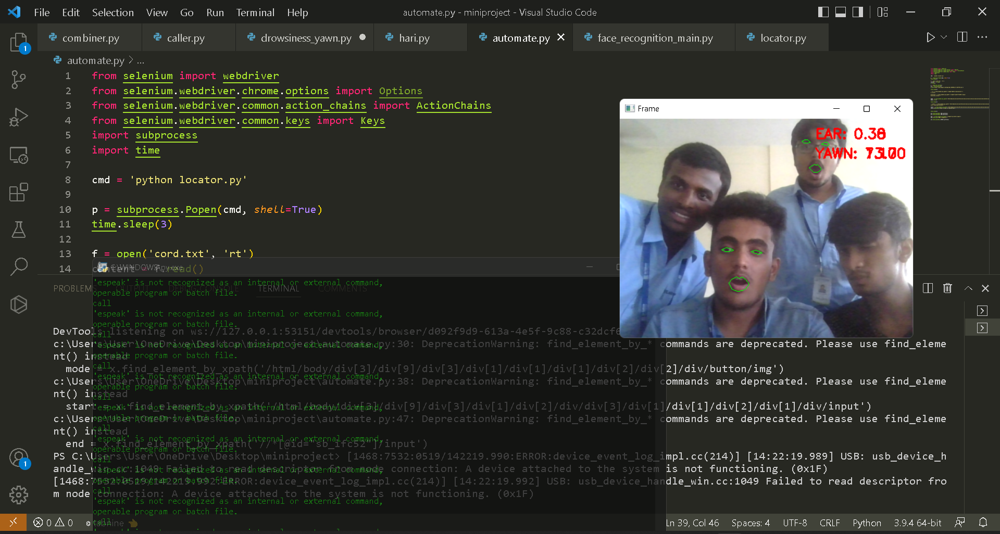 File Edit Selection View Go Run Terminal Help
automate.py - miniproject - Visual Studio Code
combiner.py caller.py drowsiness_yawn.py hari.py automate.py face_recognition_main.py locator.py
automate.py > ...
1 from selenium import webdriver
2 from selenium.webdriver.chrome.options import Options
3 from selenium.webdriver.common.action_chains import ActionChains
4 from selenium.webdriver.common.keys import Keys
5 import subprocess
6 import time
7
8 cmd = 'python locator.py'
9
10 p = subprocess.Popen(cmd, shell=True)
11 time.sleep(3)
12
13 f = open('cord.txt', 'rt')
14 content = f.read()
Frame
EAR: 0.38
YAWN:
C:\WINDOWS\py.exe
PROBLEMS OUTPUT DEBUG CONSOLE TERMINAL COMMENTS
'espeak' is not recognized as an internal or external command,
operable program or batch file.
call
'espeak' is not recognized as an internal or external command,
operable program or batch file.
call
'espeak' is not recognized as an internal or external command,
operable program or batch file.
call
'espeak' is not recognized as an internal or external command,
operable program or batch file.
call
'espeak' is not recognized as an internal or external command,
operable program or batch file.
call
'espeak' is not recognized as an internal or external command,
operable program or batch file.
call
'espeak' is not recognized as an internal or external command,
operable program or batch file.
call
'espeak' is not recognized as an internal or external command,
operable program or batch file.
call
DevTools listening on ws://127.0.0.1:53151/devtools/browser/d092f9d9-613a-4e5f-9c88-c32dcf6
c:\Users\User\OneDrive\Desktop\miniproject\automate.py:30: DeprecationWarning: find_element_by_* commands are deprecated. Please use find_eleme
nt() instead
mode = x.find_element_by_xpath('/html/body/div[3]/div[9]/div[3]/div[1]/div[1]/div[1]/div[2]/div[2]/div/button/img')
c:\Users\User\OneDrive\Desktop\miniproject\automate.py:38: DeprecationWarning: find_element_by_* commands are deprecated. Please use find_eleme
nt() instead
start = x.find_element_by_xpath('/html/body/div[3]/div[9]/div[3]/div[1]/div[2]/div/div[3]/div[1]/div[1]/div[2]/div[1]/div/input')
c:\Users\User\OneDrive\Desktop\miniproject\automate.py:47: DeprecationWarning: find_element_by_* commands are deprecated. Please use find_eleme
nt() instead
end = x.find_element_by_xpath('//*[@id="sb_ifc52"]/input')
PS C:\Users\User\OneDrive\Desktop\miniproject> [1468:7532:0519/142219.990:ERROR:device_event_log_impl.cc(214)] [14:22:19.989] USB: usb_device_h
andle_win.cc:1049 Failed to read descriptor from node connection: A device attached to the system is not functioning. (0x1F)
[1468:7532:0519/142219.992:ERROR:device_event_log_impl.cc(214)] [14:22:19.992] USB: usb_device_handle_win.cc:1049 Failed to read descriptor fro
m node connection: A device attached to the system is not functioning. (0x1F)
0 0 tabnine Ln 39, Col 46 Spaces: 4 UTF-8 CRLF Python 3.9.4 64-bit